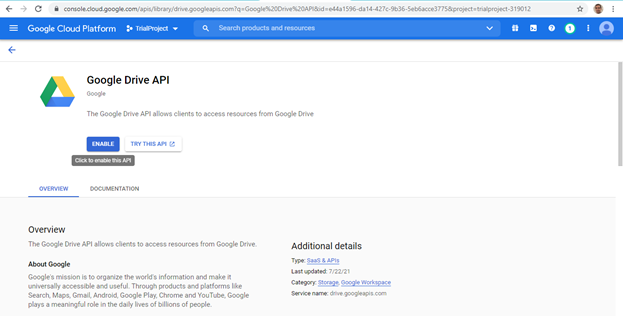 console.cloud.google.com/apis/library/drive.googleapis.com?q=Google%20Drive%20API&id=e44a1596-da14-427c-9b36-5eb6acce3775&project=trialproject-319012
Google Cloud Platform
TrialProject
Search products and resources
1
Google Drive API
Google
The Google Drive API allows clients to access resources from Google Drive
ENABLE
TRY THIS API
Click to enable this API
OVERVIEW
DOCUMENTATION
Overview
The Google Drive API allows clients to access resources from Google Drive.
About Google
Google's mission is to organize the world's information and make it
universally accessible and useful. Through products and platforms like
Search, Maps, Gmail, Android, Google Play, Chrome and YouTube, Google
plays a meaningful role in the daily lives of billions of people.
Additional details
Type: SaaS & APIs
Last updated: 7/22/21
Category: Storage, Google Workspace
Service name: drive.googleapis.com